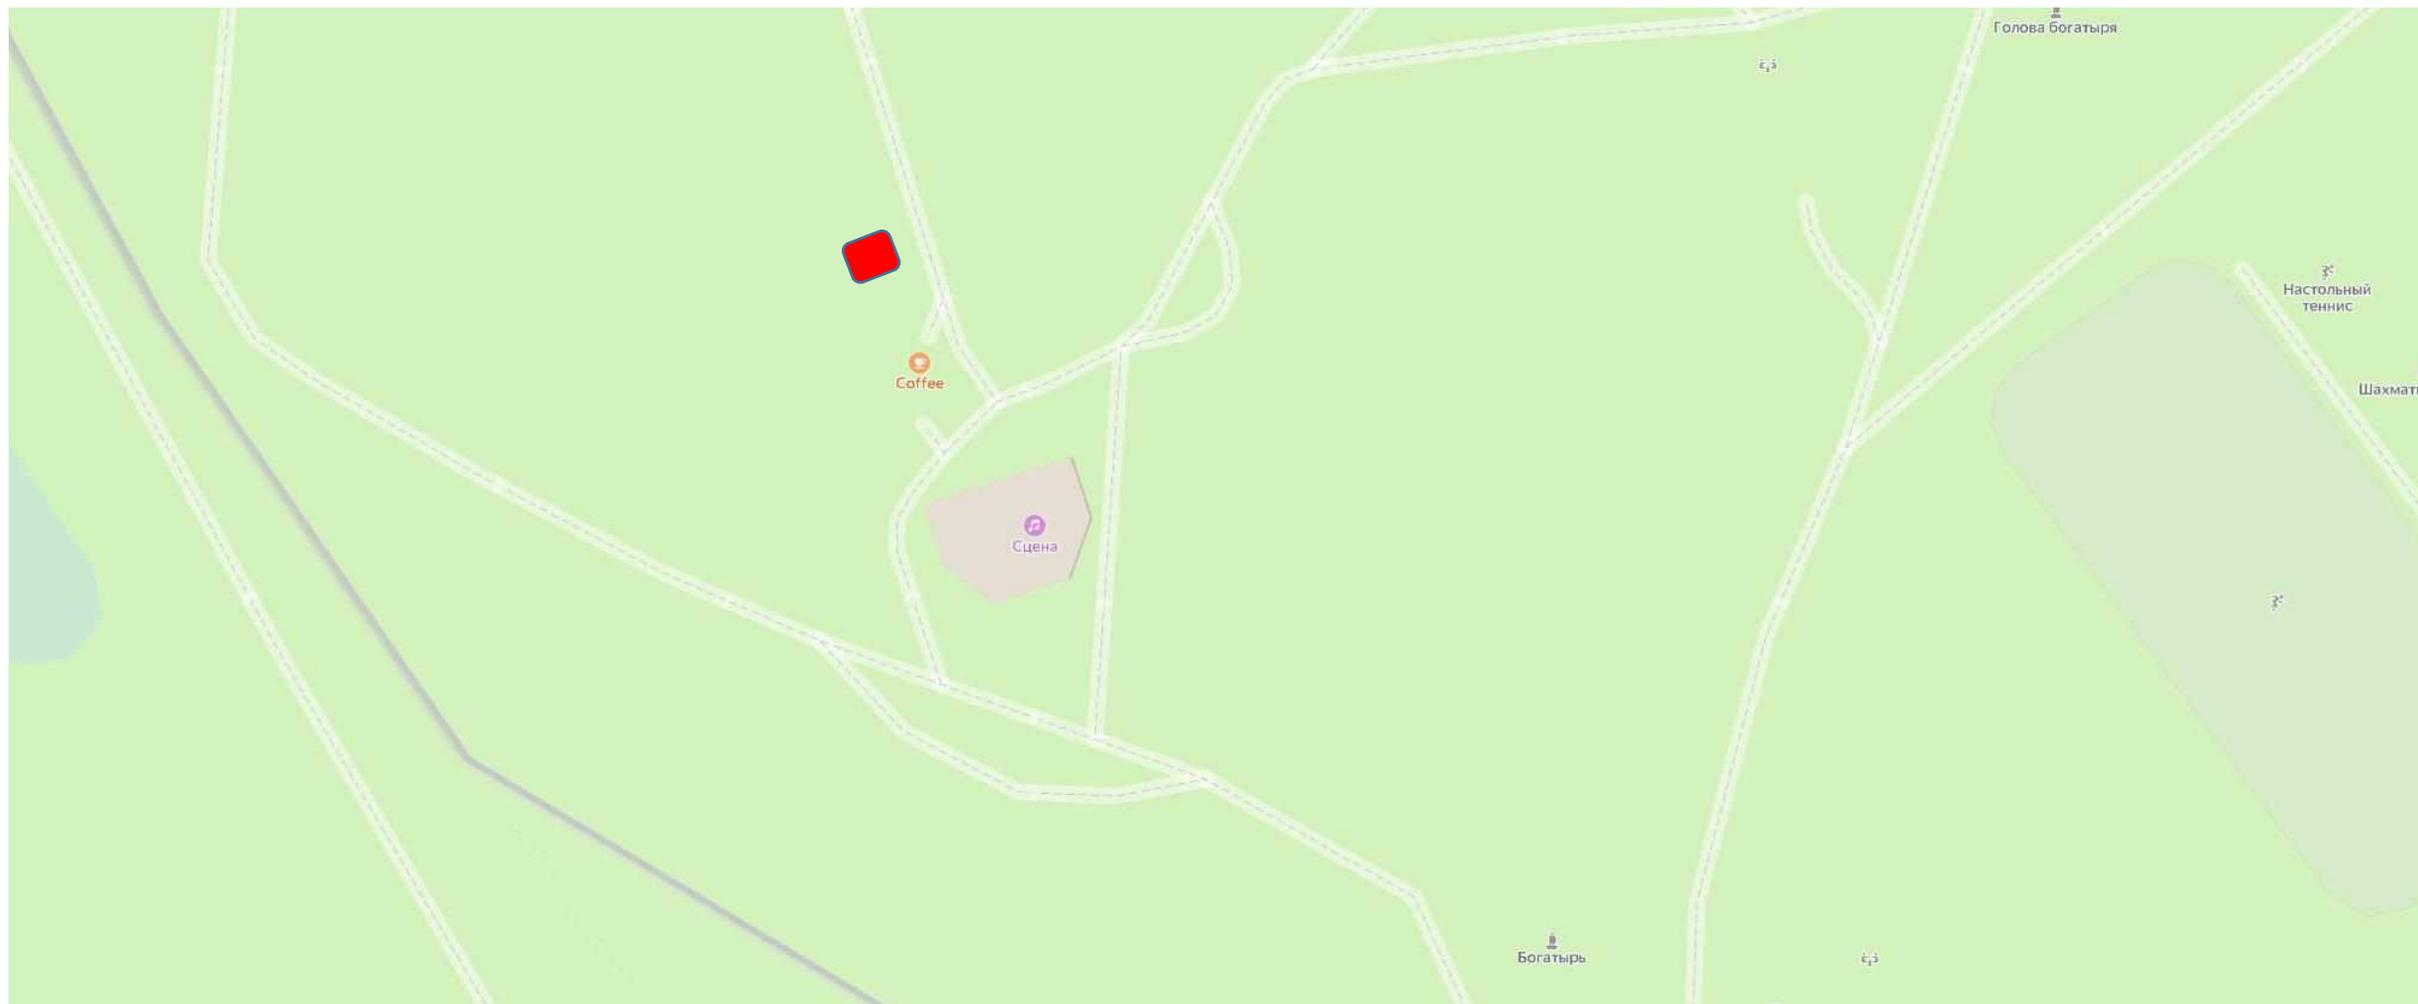 Голова богатыря
Настольный
теннис
Coffee
Шахмат
Сцена
Богатырь